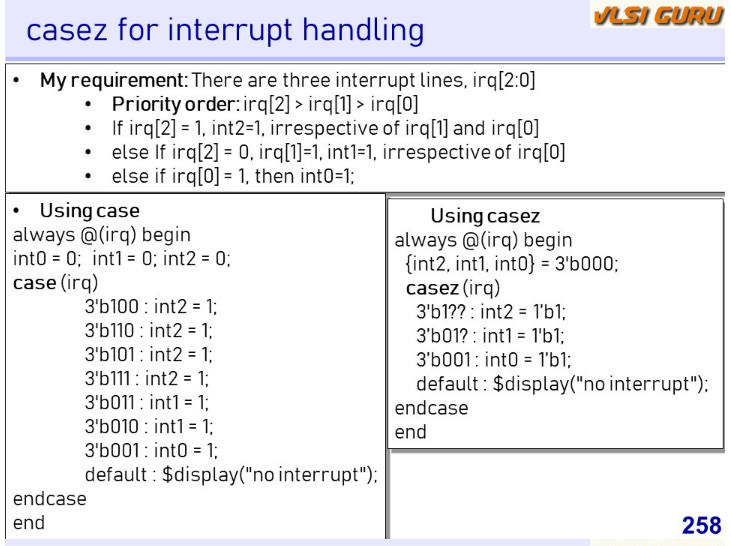 VLSI GURU
casez for interrupt handling
• My requirement: There are three interrupt lines, irq[2:0]
• Priority order: irq[2] > irq[1] > irq[0]
• If irq[2] = 1, int2=1, irrespective of irq[1] and irq[0]
• else If irq[2] = 0, irq[1]=1, int1=1, irrespective of irq[0]
• else if irq[0] = 1, then int0=1;
• Using case
always @(irq) begin
int0 = 0; int1 = 0; int2 = 0;
case (irq)
3'b100 : int2 = 1;
3'b110 : int2 = 1;
3'b101 : int2 = 1;
3'b111 : int2 = 1;
3'b011 : int1 = 1;
3'b010 : int1 = 1;
3'b001 : int0 = 1;
default : $display("no interrupt");
endcase
end
Using casez
always @(irq) begin
{int2, int1, int0} = 3'b000;
casez (irq)
3'b1?? : int2 = 1'b1;
3'b01? : int1 = 1'b1;
3'b001 : int0 = 1'b1;
default : $display("no interrupt");
endcase
end
258